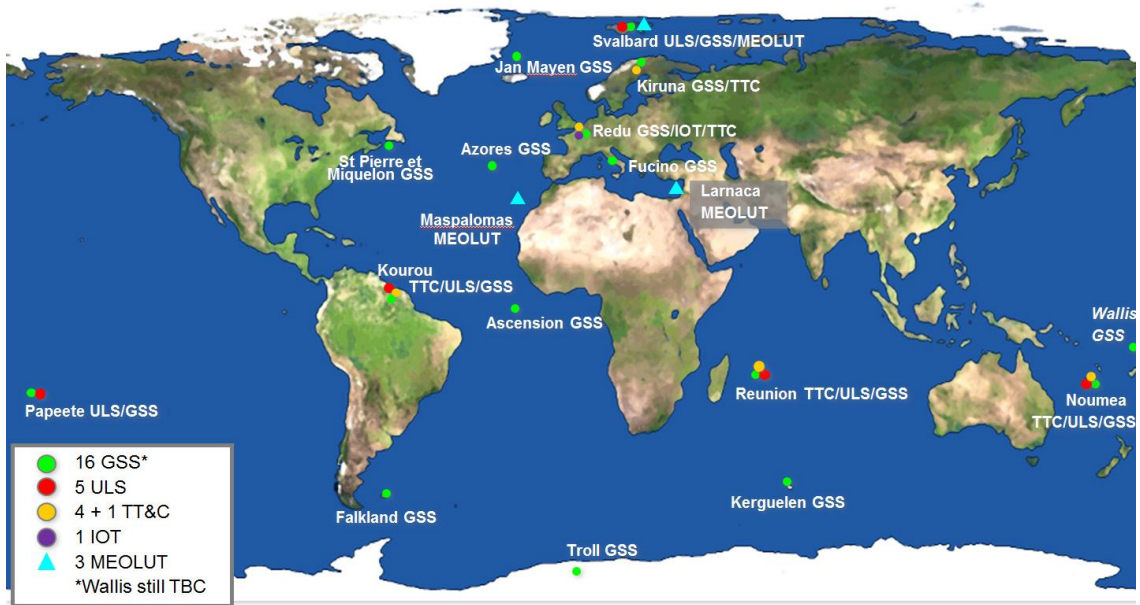 Svalbard ULS/GSS/MEOLUT
Jan Mayen GSS
Kiruna GSS/TTC
Redu GSS/IOT/TTC
Azores GSS
Fucino GSS
St Pierre et
Miquelon GSS
Larnaca
MEOLUT
Maspalomas
MEOLUT
Kourou
TTC/ULS/GSS
Ascension GSS
Wallis
GSS
Reunion TTC/ULS/GSS
Noumea
TTC/ULS/GSS
Papeete ULS/GSS
Kerguelen GSS
Falkland GSS
Troll GSS
16 GSS*
5 ULS
4 + 1 TT&C
1 IOT
3 MEOLUT
*Wallis still TBC